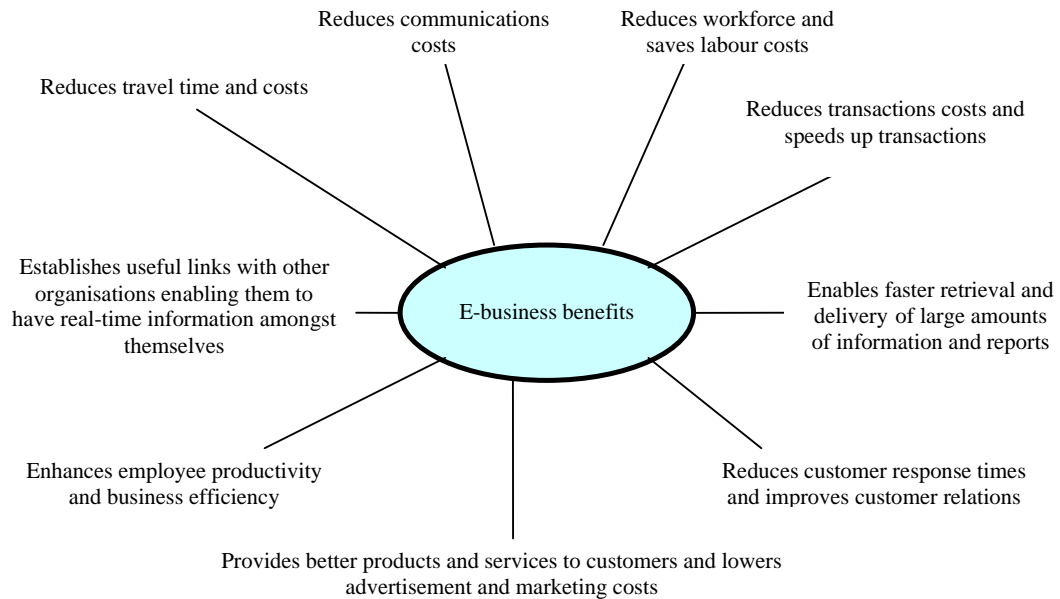 Reduces communications
costs
Reduces workforce and
saves labour costs
Reduces travel time and costs
Reduces transactions costs and
speeds up transactions
Establishes useful links with other
organisations enabling them to
have real-time information amongst
themselves
E-business benefits
Enables faster retrieval and
delivery of large amounts
of information and reports
Enhances employee productivity
and business efficiency
Reduces customer response times
and improves customer relations
Provides better products and services to customers and lowers
advertisement and marketing costs